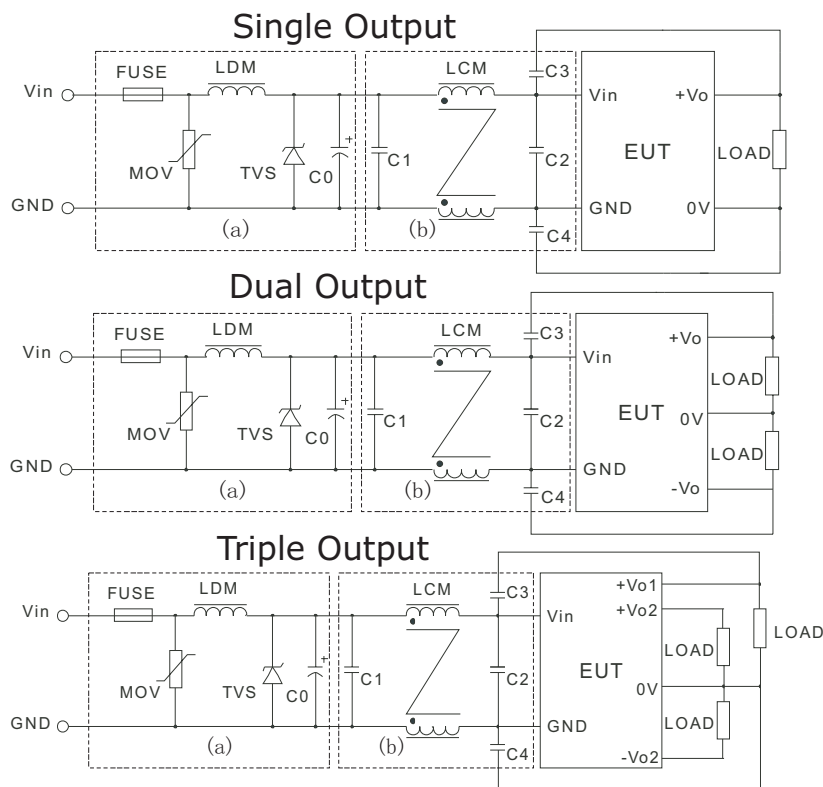 Single Output
FUSE LDM LCM C3
Vin Vin +Vo
MOV TVS C0 C1 C2 EUT LOAD
GND GND 0V
(a) (b) C4
Dual Output
FUSE LDM LCM C3
Vin Vin +Vo
LOAD
MOV TVS C0 C1 C2 EUT 0V
LOAD
GND GND
(a) (b) C4 -Vo
Triple Output
FUSE LDM LCM C3 +Vo1
Vin Vin +Vo2
LOAD
LOAD
MOV TVS C0 C1 C2 EUT 0V
LOAD
GND GND
(a) (b) C4 -Vo2